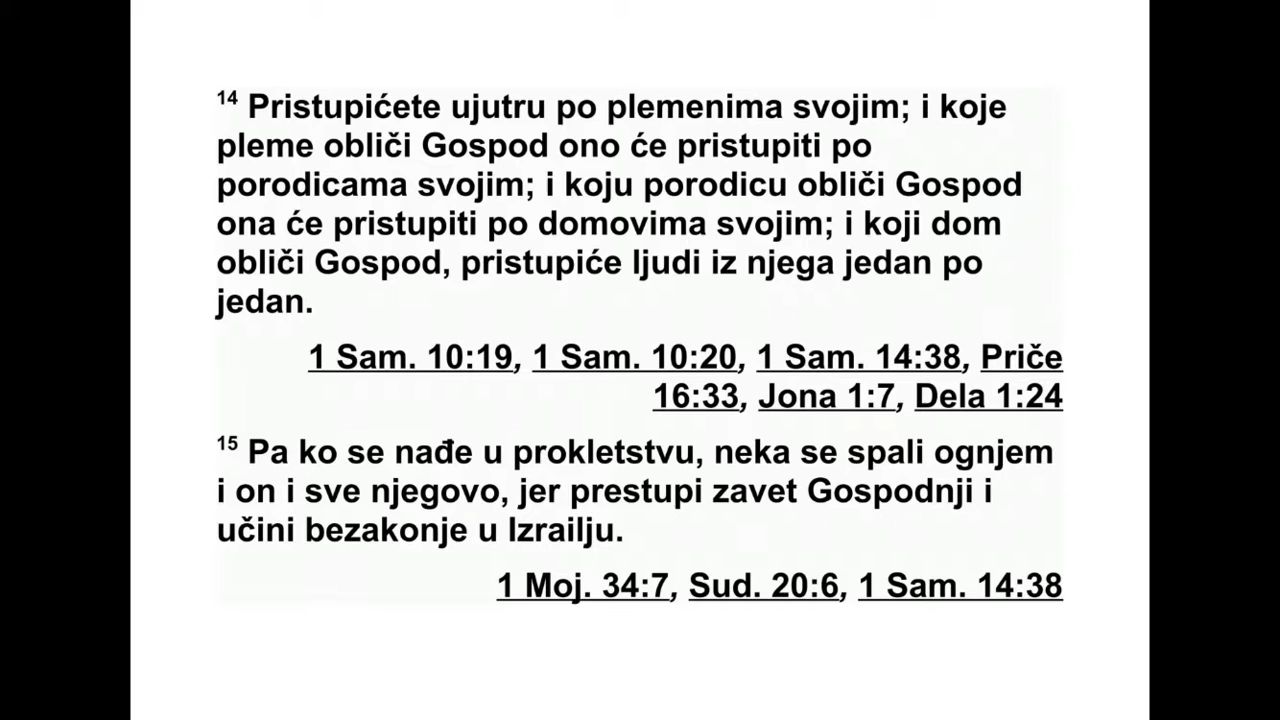 14 Pristupićete ujutru po plemenima svojim; i koje
pleme obliči Gospod ono će pristupiti po
porodicama svojim; i koju porodicu obliči Gospod
ona će pristupiti po domovima svojim; i koji dom
obliči Gospod, pristupiće ljudi iz njega jedan po
jedan.
1 Sam. 10:19, 1 Sam. 10:20, 1 Sam. 14:38, Priče
16:33, Jona 1:7, Dela 1:24
15 Pa ko se nađe u prokletstvu, neka se spali ognjem
i on i sve njegovo, jer prestupi zavet Gospodnji i
učini bezakonje u Izrailju.
1 Moj. 34:7, Sud. 20:6, 1 Sam. 14:38